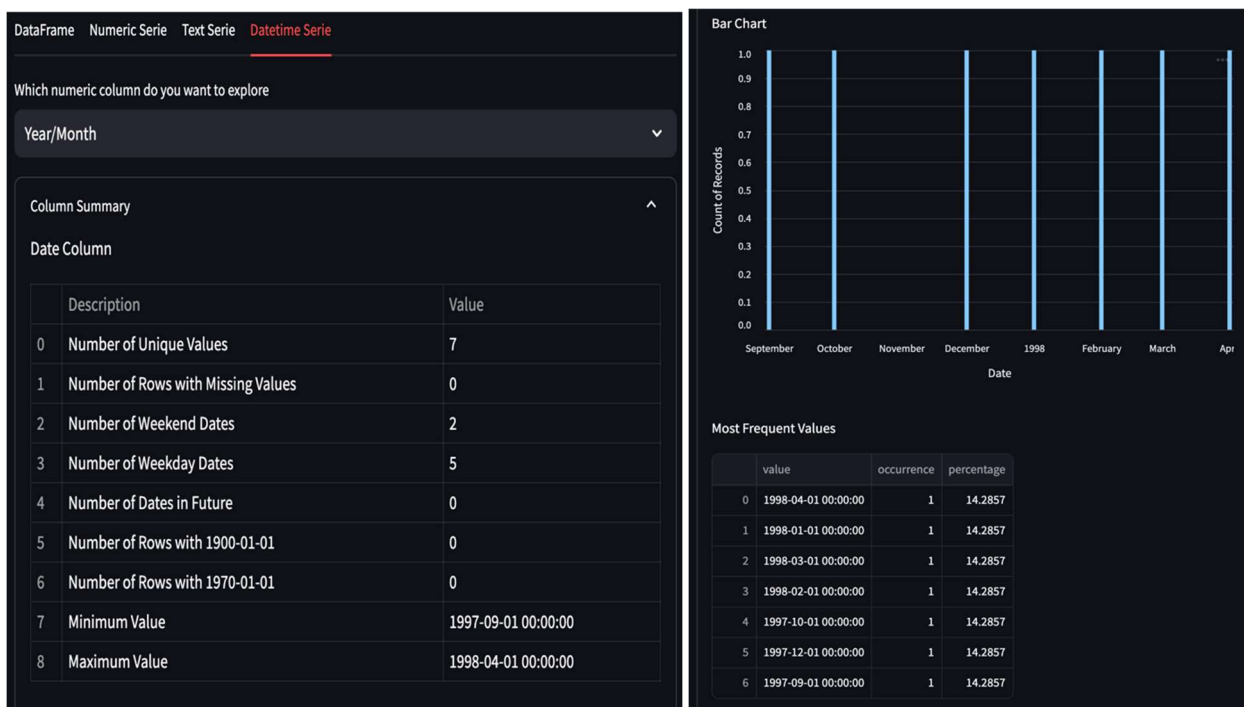 DataFrame Numeric Serie Text Serie Datetime Serie
Which numeric column do you want to explore
Year/Month
Column Summary
Date Column
Description Value
0 Number of Unique Values 7
1 Number of Rows with Missing Values 0
2 Number of Weekend Dates 2
3 Number of Weekday Dates 5
4 Number of Dates in Future 0
5 Number of Rows with 1900-01-01 0
6 Number of Rows with 1970-01-01 0
7 Minimum Value 1997-09-01 00:00:00
8 Maximum Value 1998-04-01 00:00:00
Bar Chart
1.0
0.9
0.8
0.7
0.6
0.5
0.4
0.3
0.2
0.1
0.0
Count of Records
September October November December 1998 February March Apr
Date
Most Frequent Values
value occurrence percentage
0 1998-04-01 00:00:00 1 14.2857
1 1998-01-01 00:00:00 1 14.2857
2 1998-03-01 00:00:00 1 14.2857
3 1998-02-01 00:00:00 1 14.2857
4 1997-10-01 00:00:00 1 14.2857
5 1997-12-01 00:00:00 1 14.2857
6 1997-09-01 00:00:00 1 14.2857